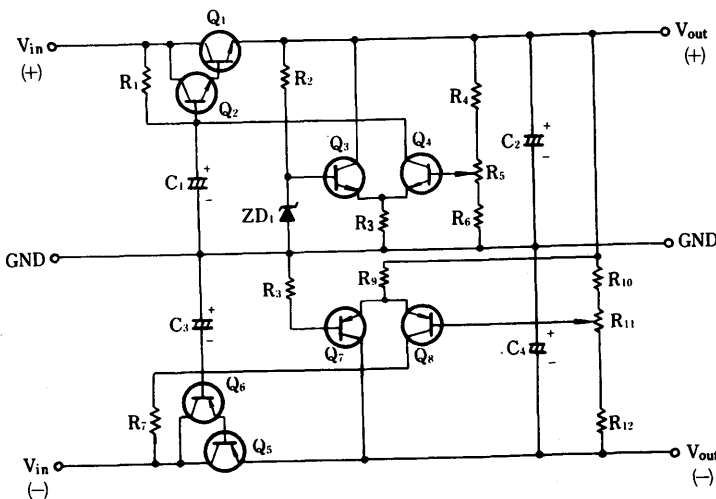 Q1
Vin
(+)
Vout
(+)
R1
R2
Q2
R4
Q3
Q4
C2
+
-
C1
+
-
R5
ZD1
R3
R6
GND
GND
R3
R9
R10
C3
+
-
Q7
Q8
R11
C4
+
-
Q6
R7
Q5
R12
Vin
(-)
Vout
(-)